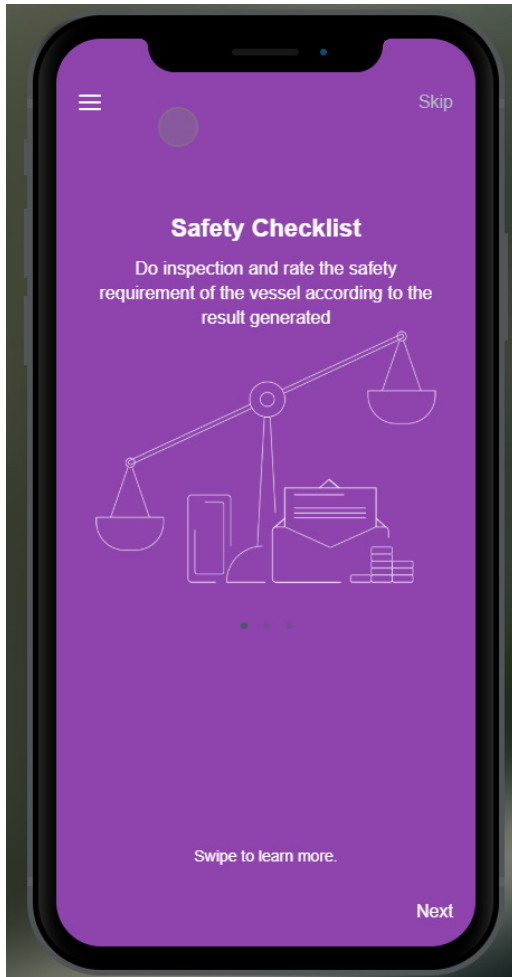 Skip
Safety Checklist
Do inspection and rate the safety
requirement of the vessel according to the
result generated
Swipe to learn more.
Next